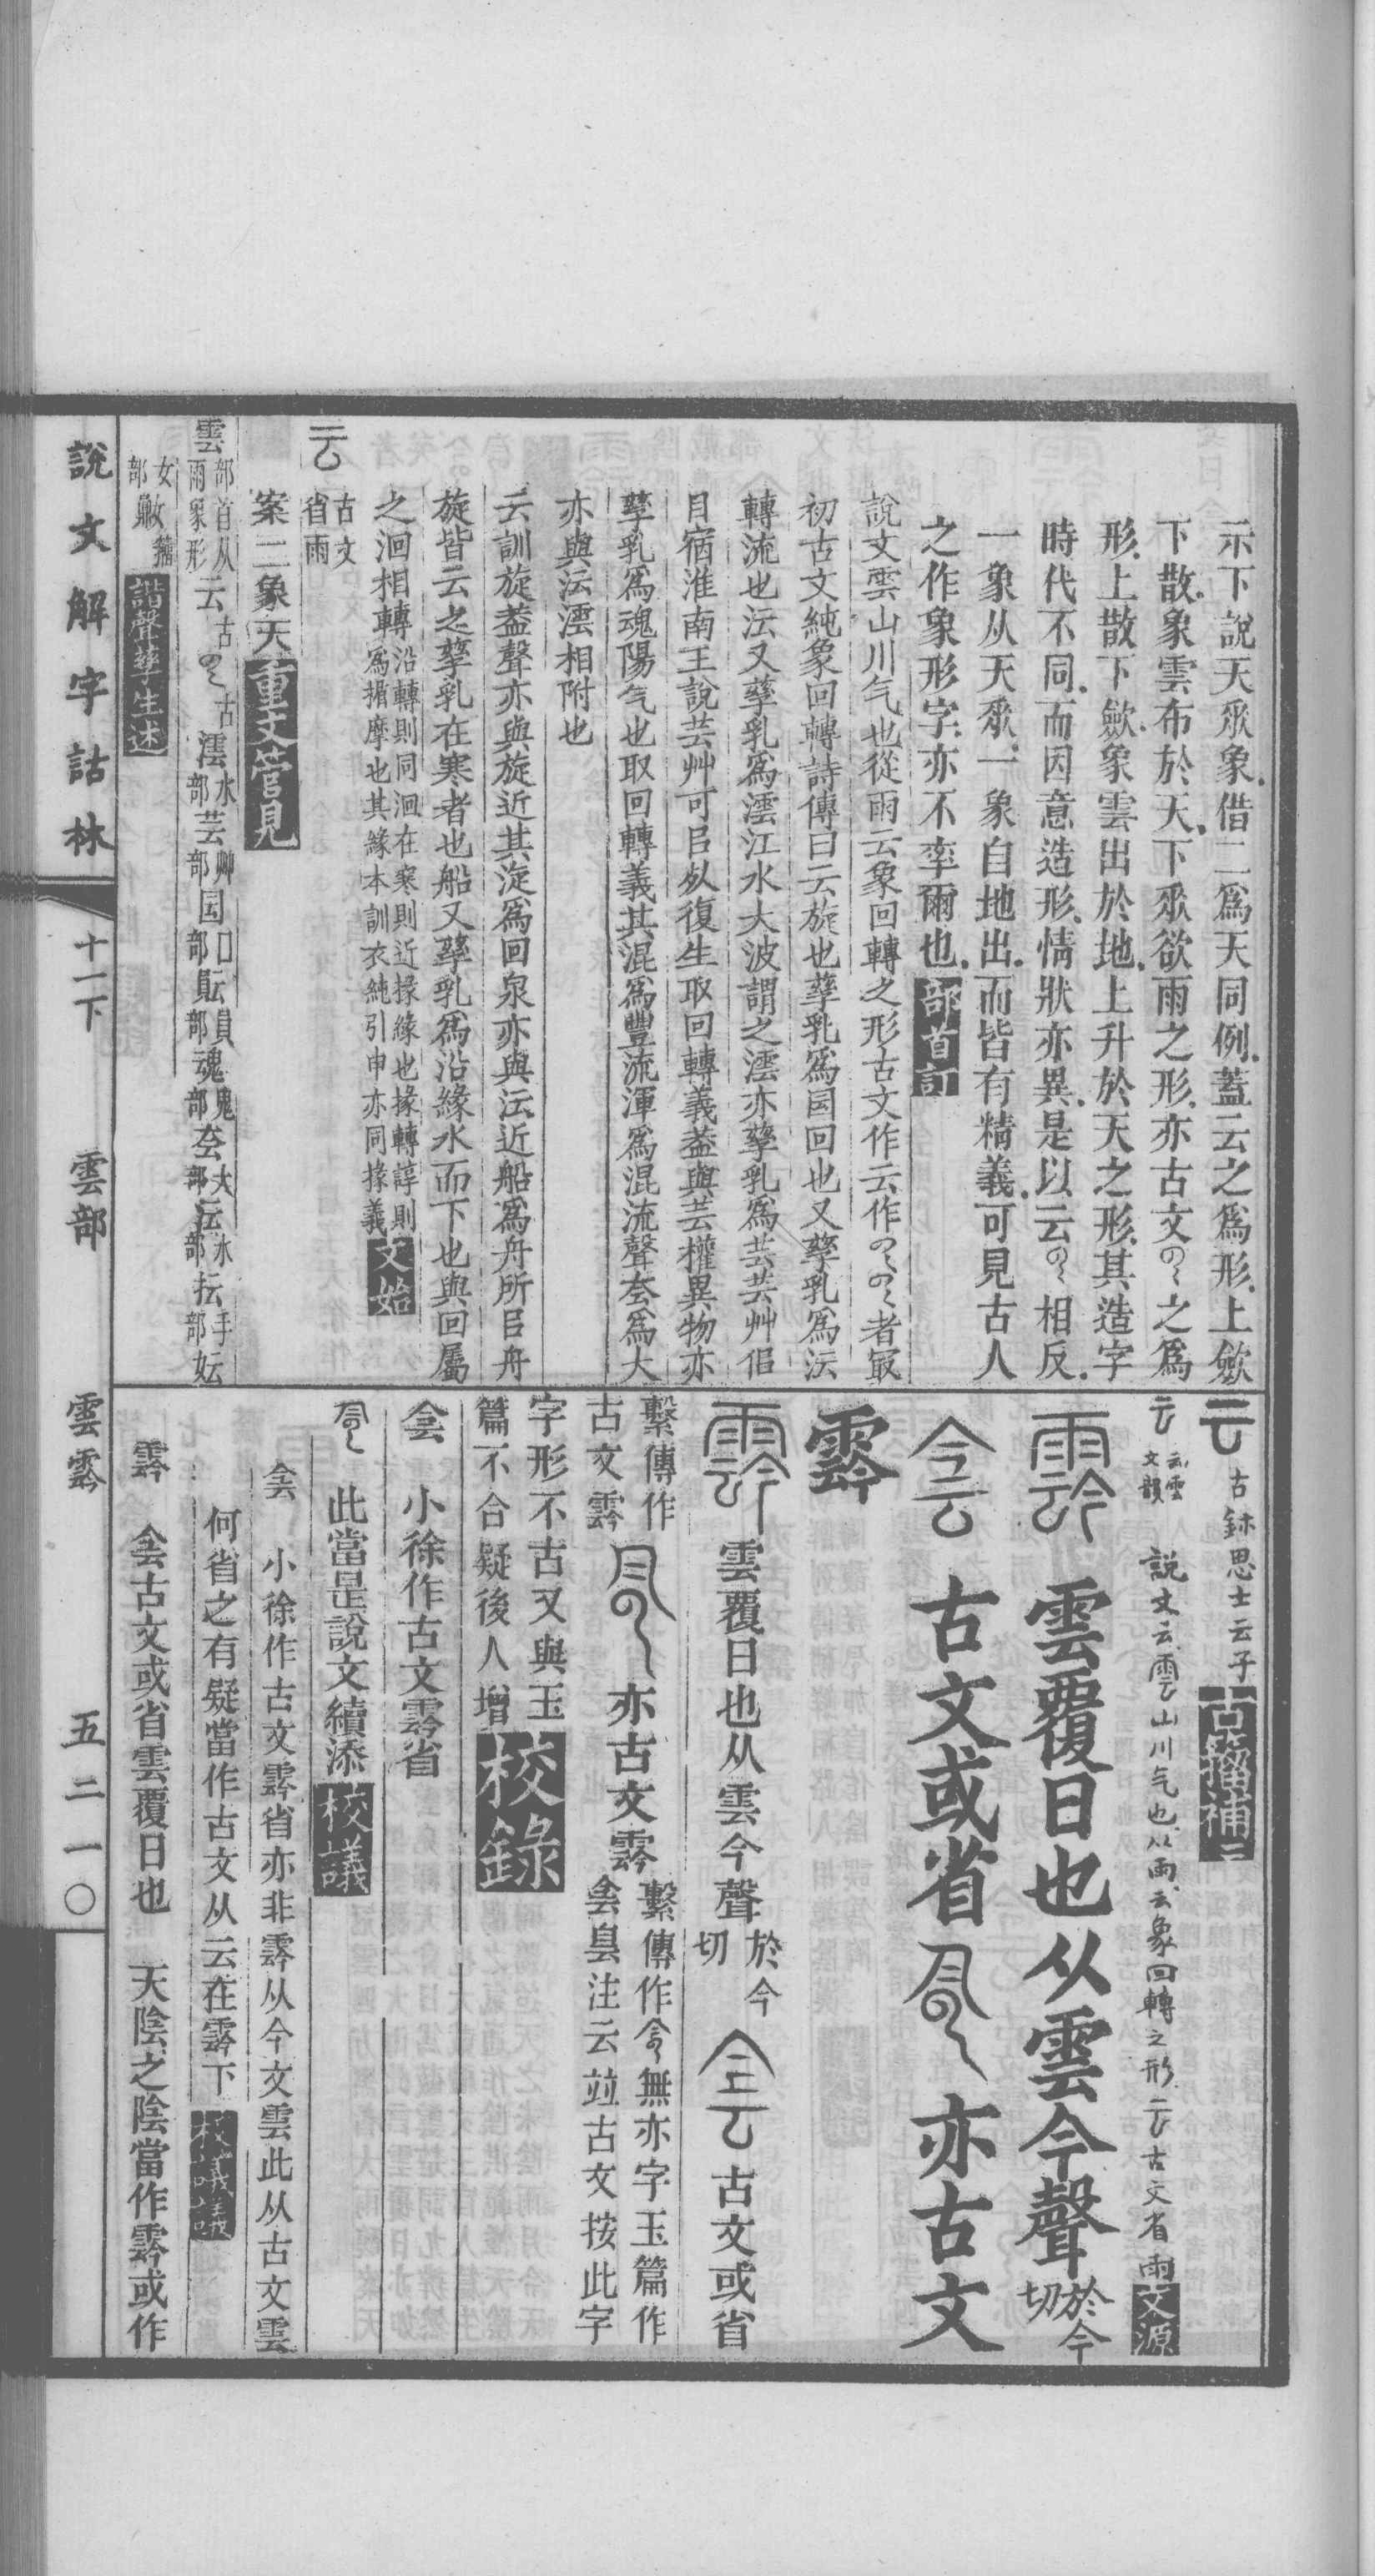 示下說天𠂹象借二爲天同例蓋云之爲形上斂
下散象雲布於天下𠂹欲雨之形亦古文之爲
形上散下斂象雲出於地上升於天之形其造字
時代不同而因意造形情狀亦異是以云相反
一象从天𠂹一象自地出而皆有精義可見古人
之作象形字亦不率爾也部首訂
說文雲山川气也從雨云象回轉之形古文作云作者冣
初古文純象回轉詩傳曰云旋也孳乳爲囩回也又孳乳爲沄
轉流也沄又孳乳爲澐江水大波謂之澐亦孳乳爲芸芸艸佀
目宿淮南王說芸艸可㠯𣦸復生取回轉義葢與芸權異物亦
孳乳爲魂陽气也取回轉義其混爲豐流渾爲混流聲夽爲大
亦與沄澐相附也
云訓旋葢聲亦與旋近其淀爲回泉亦與沄近船爲舟所㠯舟
旋皆云之孳乳在寒者也船又孳乳爲沿緣水而下也與回屬
之洄相轉沿轉則同洄在寒則近掾緣也掾轉諄則
爲揗摩也其緣本訓衣純引申亦同掾義文始
云 古文省雨
案二象天重文管見
雲部首从雨象形云古古澐水部芸艸部囩囗部䫟員部魂鬼部夽大部沄水部抎手部妘
女部𪏆妘籀諧聲孳生述
說文解字詁林 十一下 雲部 雲霒 五二一〇
云 古鉢思士云子古籀補二
云 云雲文韻 說文云雲山川气也从雨云象回轉之形云古文省雨文源
霒 雲覆日也从雲今聲於今切
侌 古文或省 亦古文
霒
霒 雲覆日也从雲今聲於今切侌古文或省
繫傳作古文霒 亦古文霒繫傳作無亦字玉篇作
侌㫗注云竝古文按此字
字形不古又與玉
篇不合疑後人增校錄
侌 小徐作古文霒省
此當是說文續添校議
侌 小徐作古文霒省亦非霒从今文雲此从古文雲
何省之有疑當作古文从云在霒下校議議
霒 侌古文或省雲覆日也 天陰之陰當作霒或作